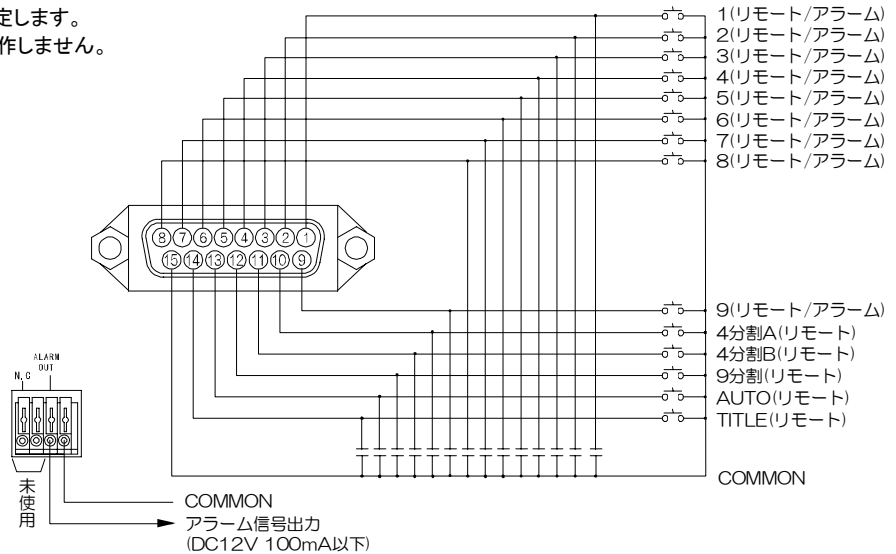 定します。
作しません。
1(リモート/アラーム)
2(リモート/アラーム)
3(リモート/アラーム)
4(リモート/アラーム)
5(リモート/アラーム)
6(リモート/アラーム)
7(リモート/アラーム)
8(リモート/アラーム)
8 7 6 5 4 3 2 1
15 14 13 12 11 10 9
9(リモート/アラーム)
4分割A(リモート)
4分割B(リモート)
9分割(リモート)
AUTO(リモート)
TITLE(リモート)
COMMON
ALARM
OUT
N.C
未使用
COMMON
アラーム信号出力
(DC12V 100mA以下)